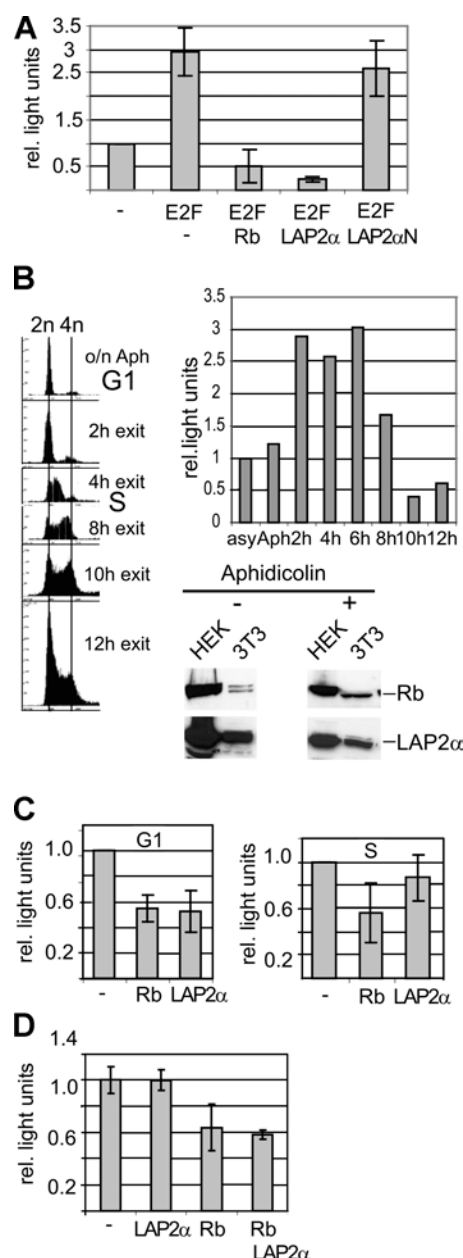 A
rel. light units
3.5
3
2.5
1.5
0.5
- E2F E2F E2F E2F
- Rb LAP2α LAP2αN
B
2n 4n
o/n Aph
G1
2h exit
4h exit
S
8h exit
10h exit
12h exit
rel.light units
3.5
3
2.5
2
1.5
1
0.5
0
asy Aph 2h 4h 6h 8h 10h 12h
Aphidicolin
- +
HEK 3T3 HEK 3T3
-Rb
-LAP2α
C
rel. light units
G1
1.0
0.6
0.2
- Rb LAP2α
rel. light units
S
1.0
0.6
0.2
- Rb LAP2α
D
rel. light units
1.4
1.0
0.6
0.2
- LAP2α Rb Rb
LAP2α